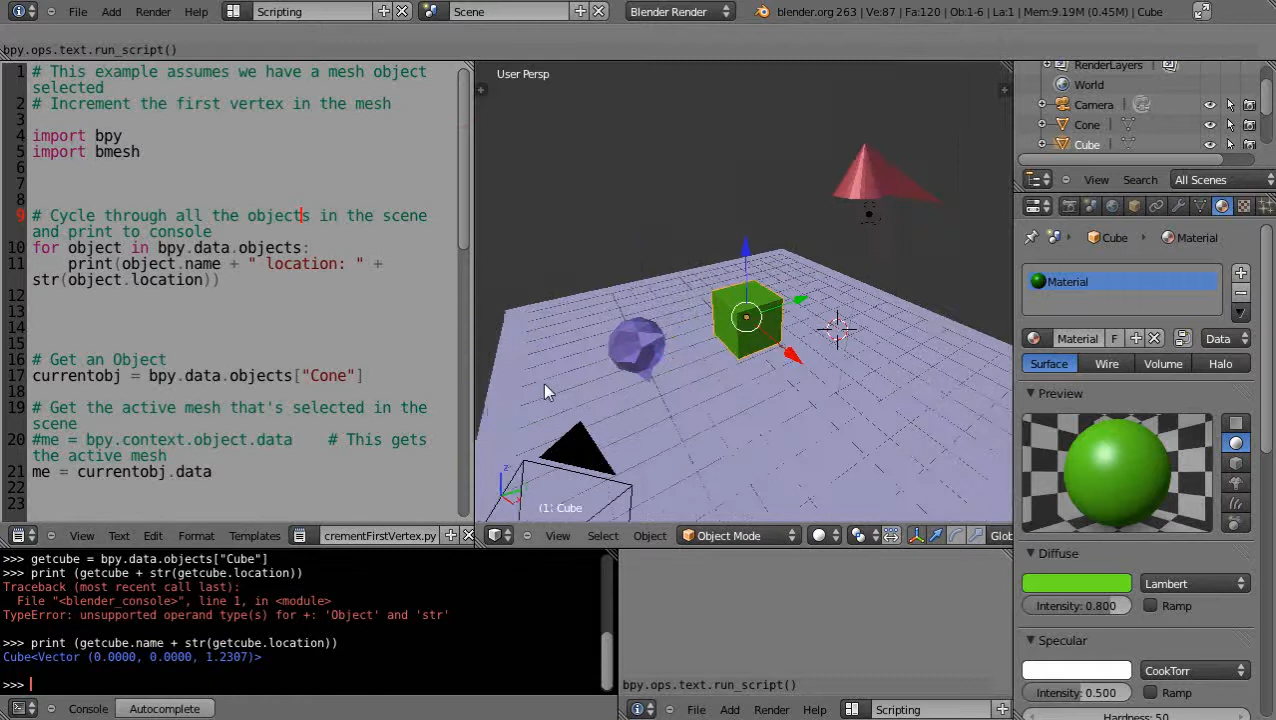 File Add Render Help Scripting Scene Blender Render blender.org 263 | Ve:87 | Fa:120 | Ob:1-6 | La:1 | Mem:9.19M (0.45M) | Cube
bpy.ops.text.run_script()
1 # This example assumes we have a mesh object
selected
2 # Increment the first vertex in the mesh
3
4 import bpy
5 import bmesh
6
7
8
9 # Cycle through all the objects in the scene
and print to console
10 for object in bpy.data.objects:
11 print(object.name + " location: " +
str(object.location))
12
13
14
15
16 # Get an Object
17 currentobj = bpy.data.objects["Cone"]
18
19 # Get the active mesh that's selected in the
scene
20 #me = bpy.context.object.data # This gets
the active mesh
21 me = currentobj.data
22
23
View Text Edit Format Templates crementFirstVertex.py
>>> getcube = bpy.data.objects["Cube"]
>>> print (getcube + str(getcube.location))
Traceback (most recent call last):
File "<blender_console>", line 1, in <module>
TypeError: unsupported operand type(s) for +: 'Object' and 'str'
>>> print (getcube.name + str(getcube.location))
Cube<Vector (0.0000, 0.0000, 1.2307)>
>>>
Console Autocomplete
User Persp
z
(1) Cube
View Select Object Object Mode Glob
bpy.ops.text.run_script()
File Add Render Help Scripting
RenderLayers
World
Camera
Cone
Cube
View Search All Scenes
Cube Material
Material
Material F Data
Surface Wire Volume Halo
Preview
Diffuse
Lambert
Intensity: 0.800 Ramp
Specular
CookTorr
Intensity: 0.500 Ramp
Hardness: 50